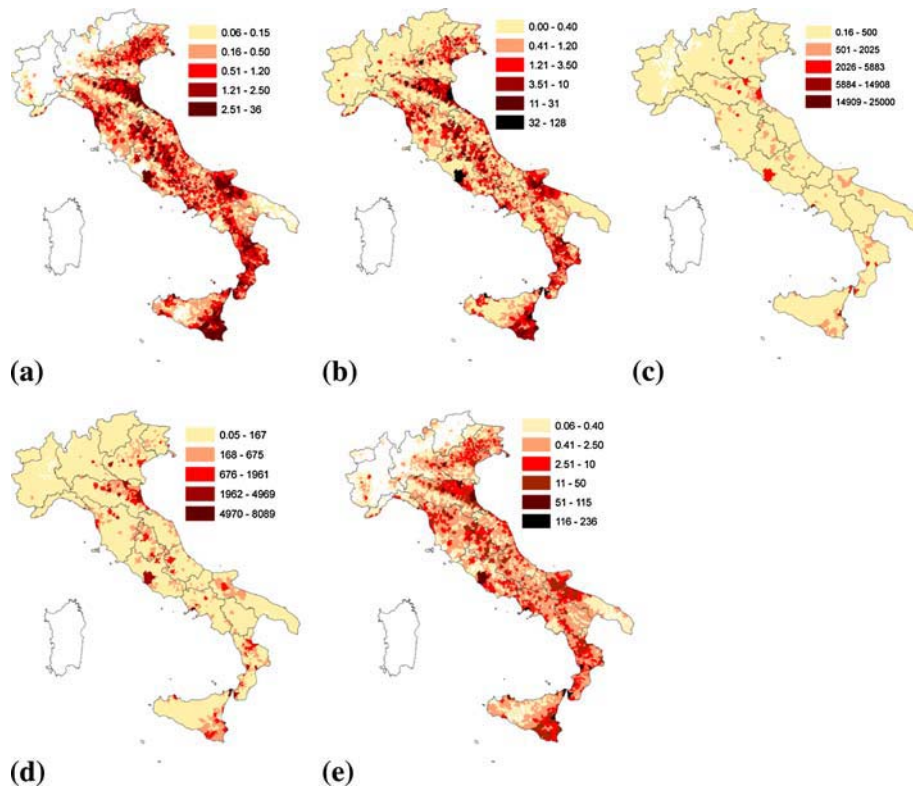 0.06 - 0.15
0.16 - 0.50
0.51 - 1.20
1.21 - 2.50
2.51 - 36
(a)
0.00 - 0.40
0.41 - 1.20
1.21 - 3.50
3.51 - 10
11 - 31
32 - 128
(b)
0.16 - 500
501 - 2025
2026 - 5883
5884 - 14908
14909 - 25000
(c)
0.05 - 167
168 - 675
676 - 1961
1962 - 4969
4970 - 8089
(d)
0.06 - 0.40
0.41 - 2.50
2.51 - 10
11 - 50
51 - 115
116 - 236
(e)